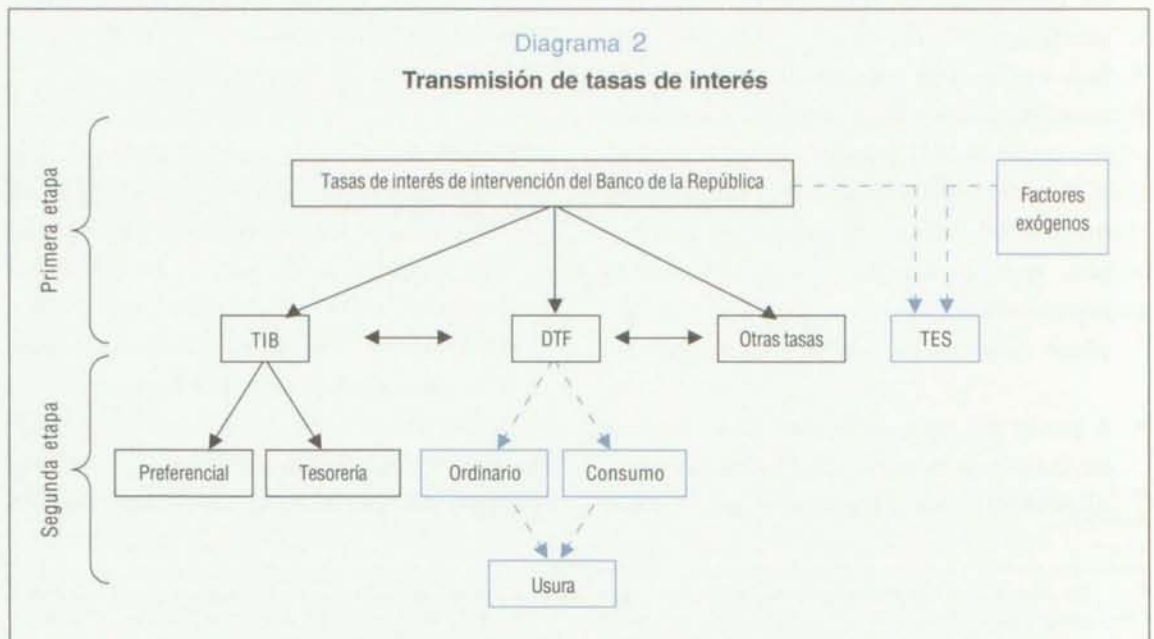 Diagrama 2
Transmisión de tasas de interés
Primera etapa
Tasas de interés de intervención del Banco de la República
Factores
exógenos
TIB
DTF
Otras tasas
TES
Segunda etapa
Preferencial
Tesorería
Ordinario
Consumo
Usura